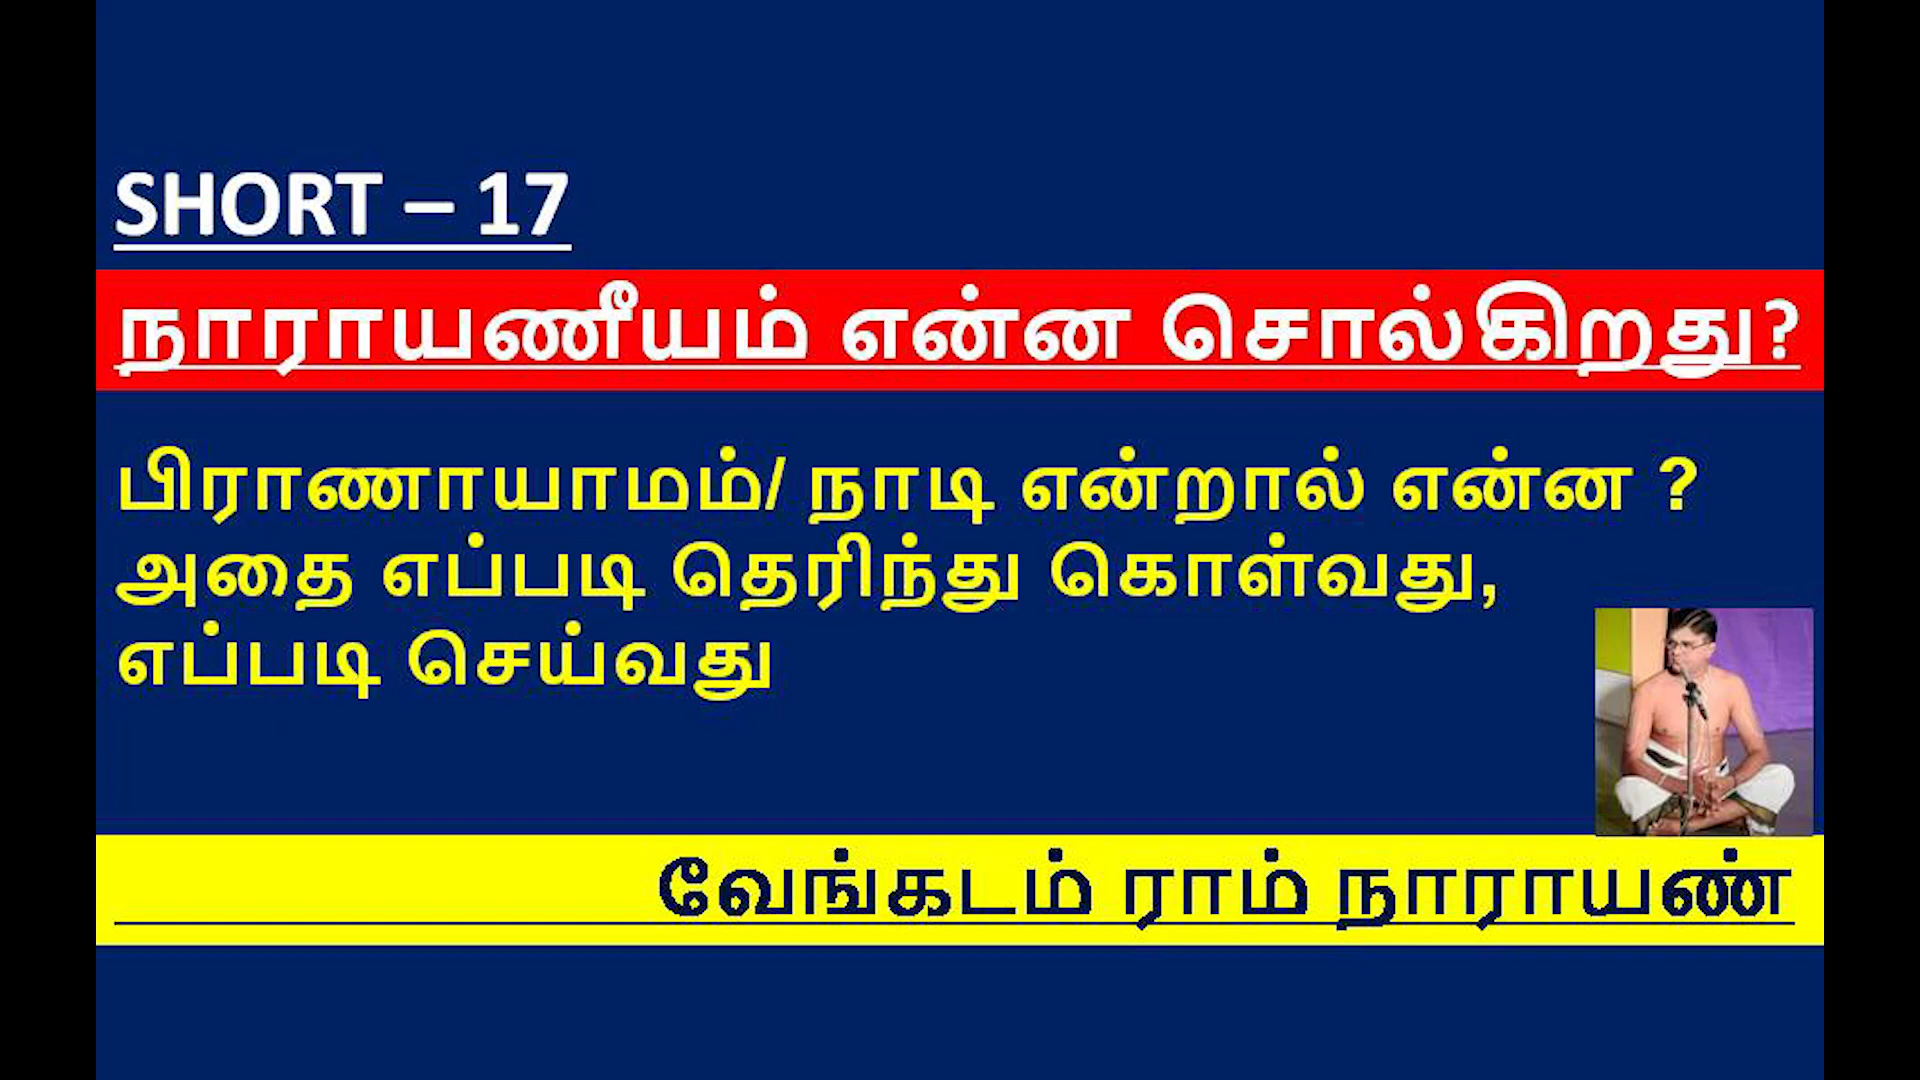 SHORT – 17
நாராயணீயம் என்ன சொல்கிறது?
பிராணாயாமம்/ நாடி என்றால் என்ன ?
அதை எப்படி தெரிந்து கொள்வது,
எப்படி செய்வது
வேங்கடம் ராம் நாராயண்